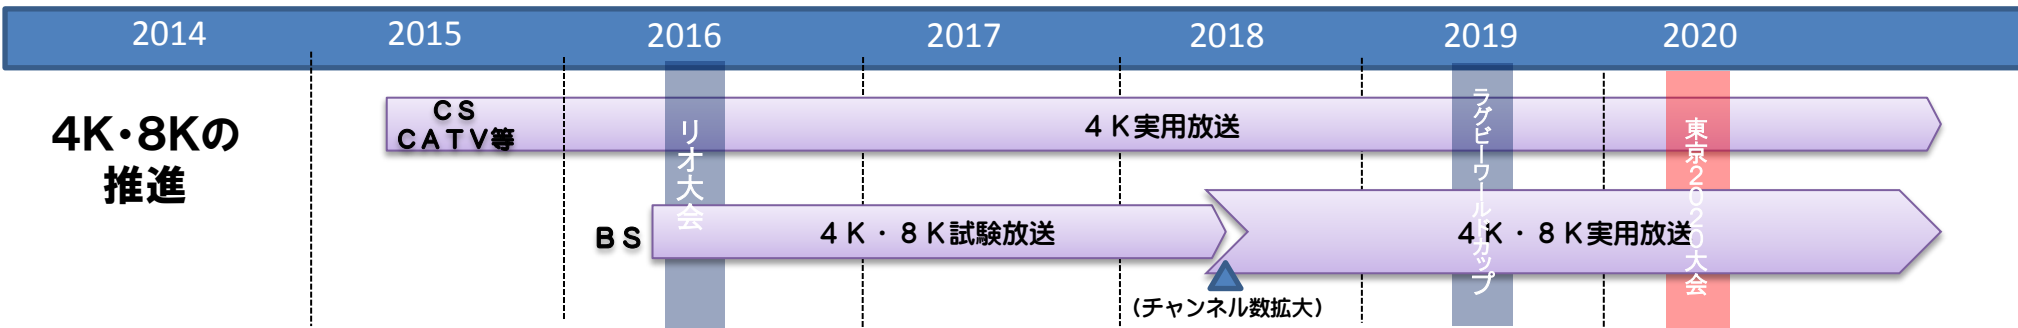 2014 2015 2016 2017 2018 2019 2020
4K・8Kの
推進
CS
CATV等
4K実用放送
リオ大会
ラグビーワールドカップ
東京2020大会
BS
4K・8K試験放送
4K・8K実用放送
(チャンネル数拡大)